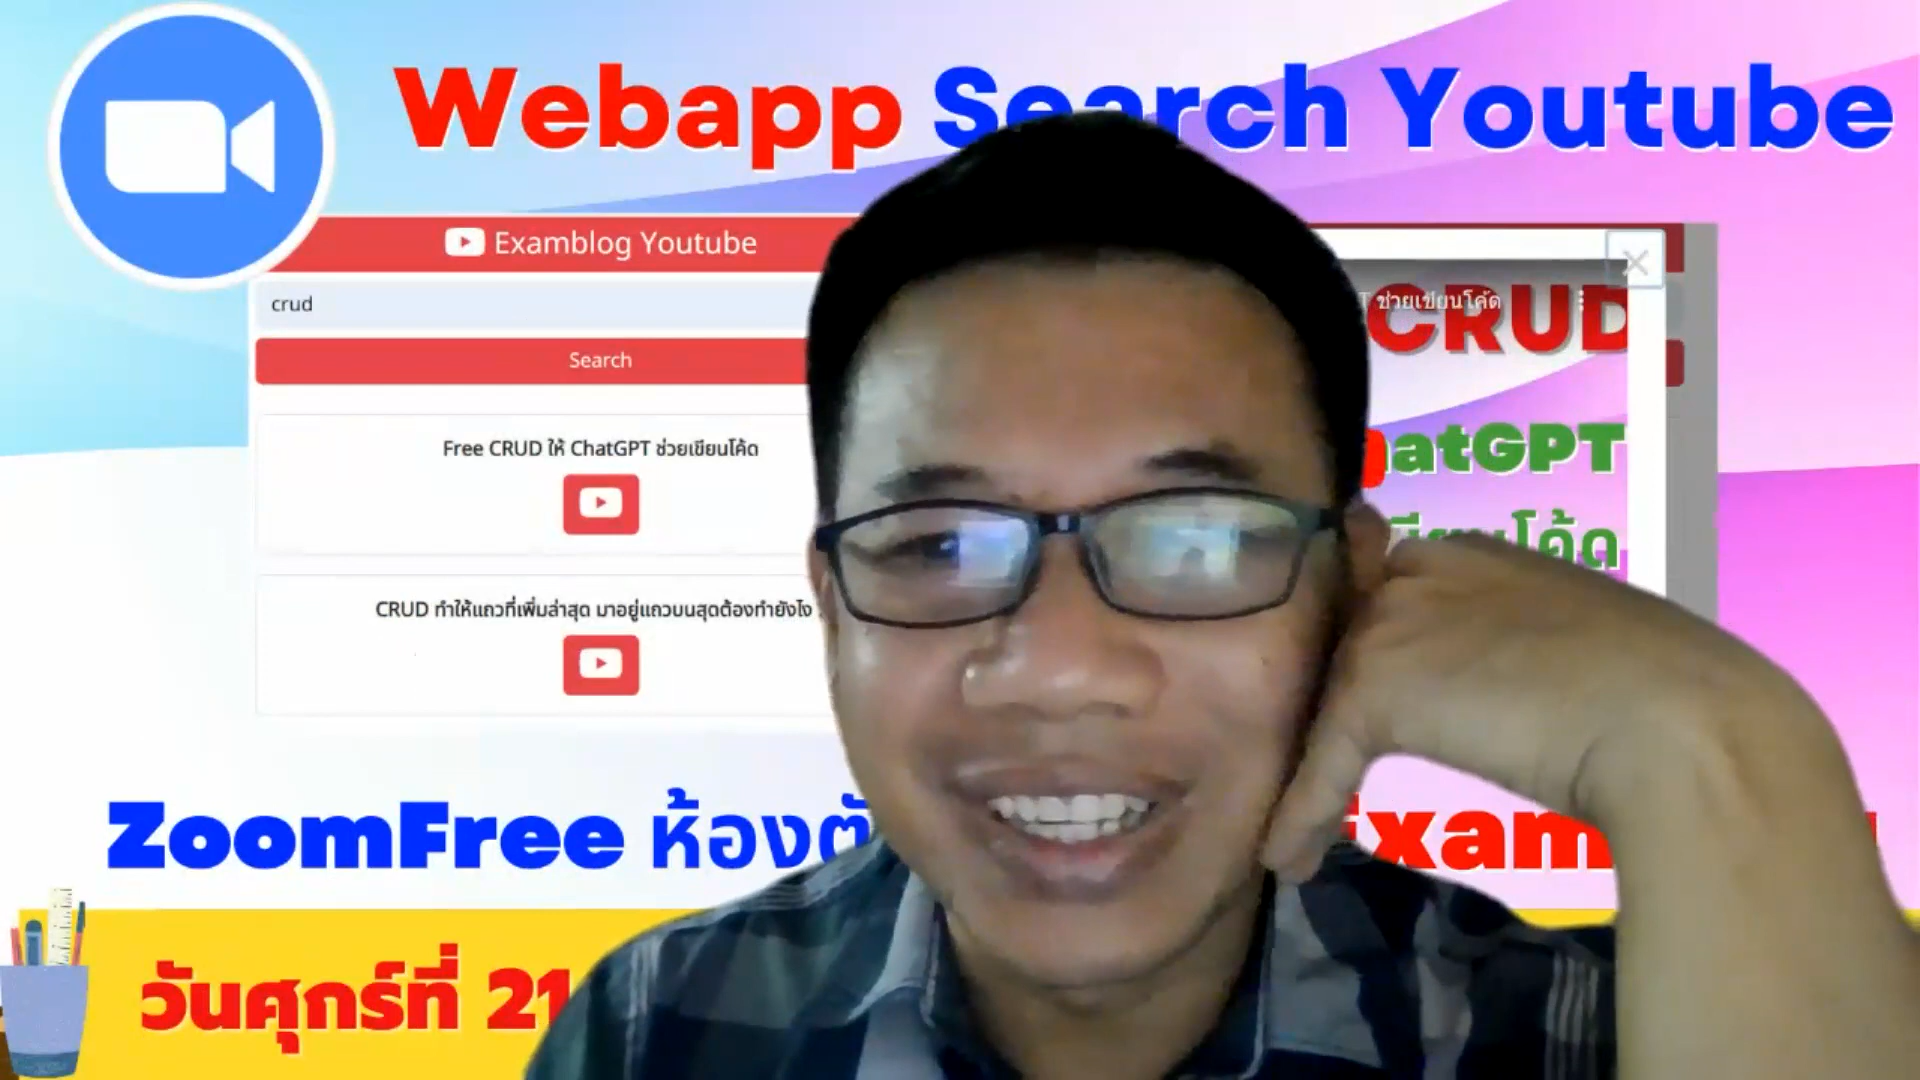 Webapp Search Youtube
Examblog Youtube
crud
Search
Free CRUD ให้ ChatGPT ช่วยเขียนโค้ด
CRUD ทำให้แถวที่เพิ่มล่าสุด มาอยู่แถวบนสุดต้องทำยังไง
ช่วยเขียนโค้ด
CRUD
ChatGPT
โค้ด
ZoomFree ห้อง
วันศุกร์ที่ 21